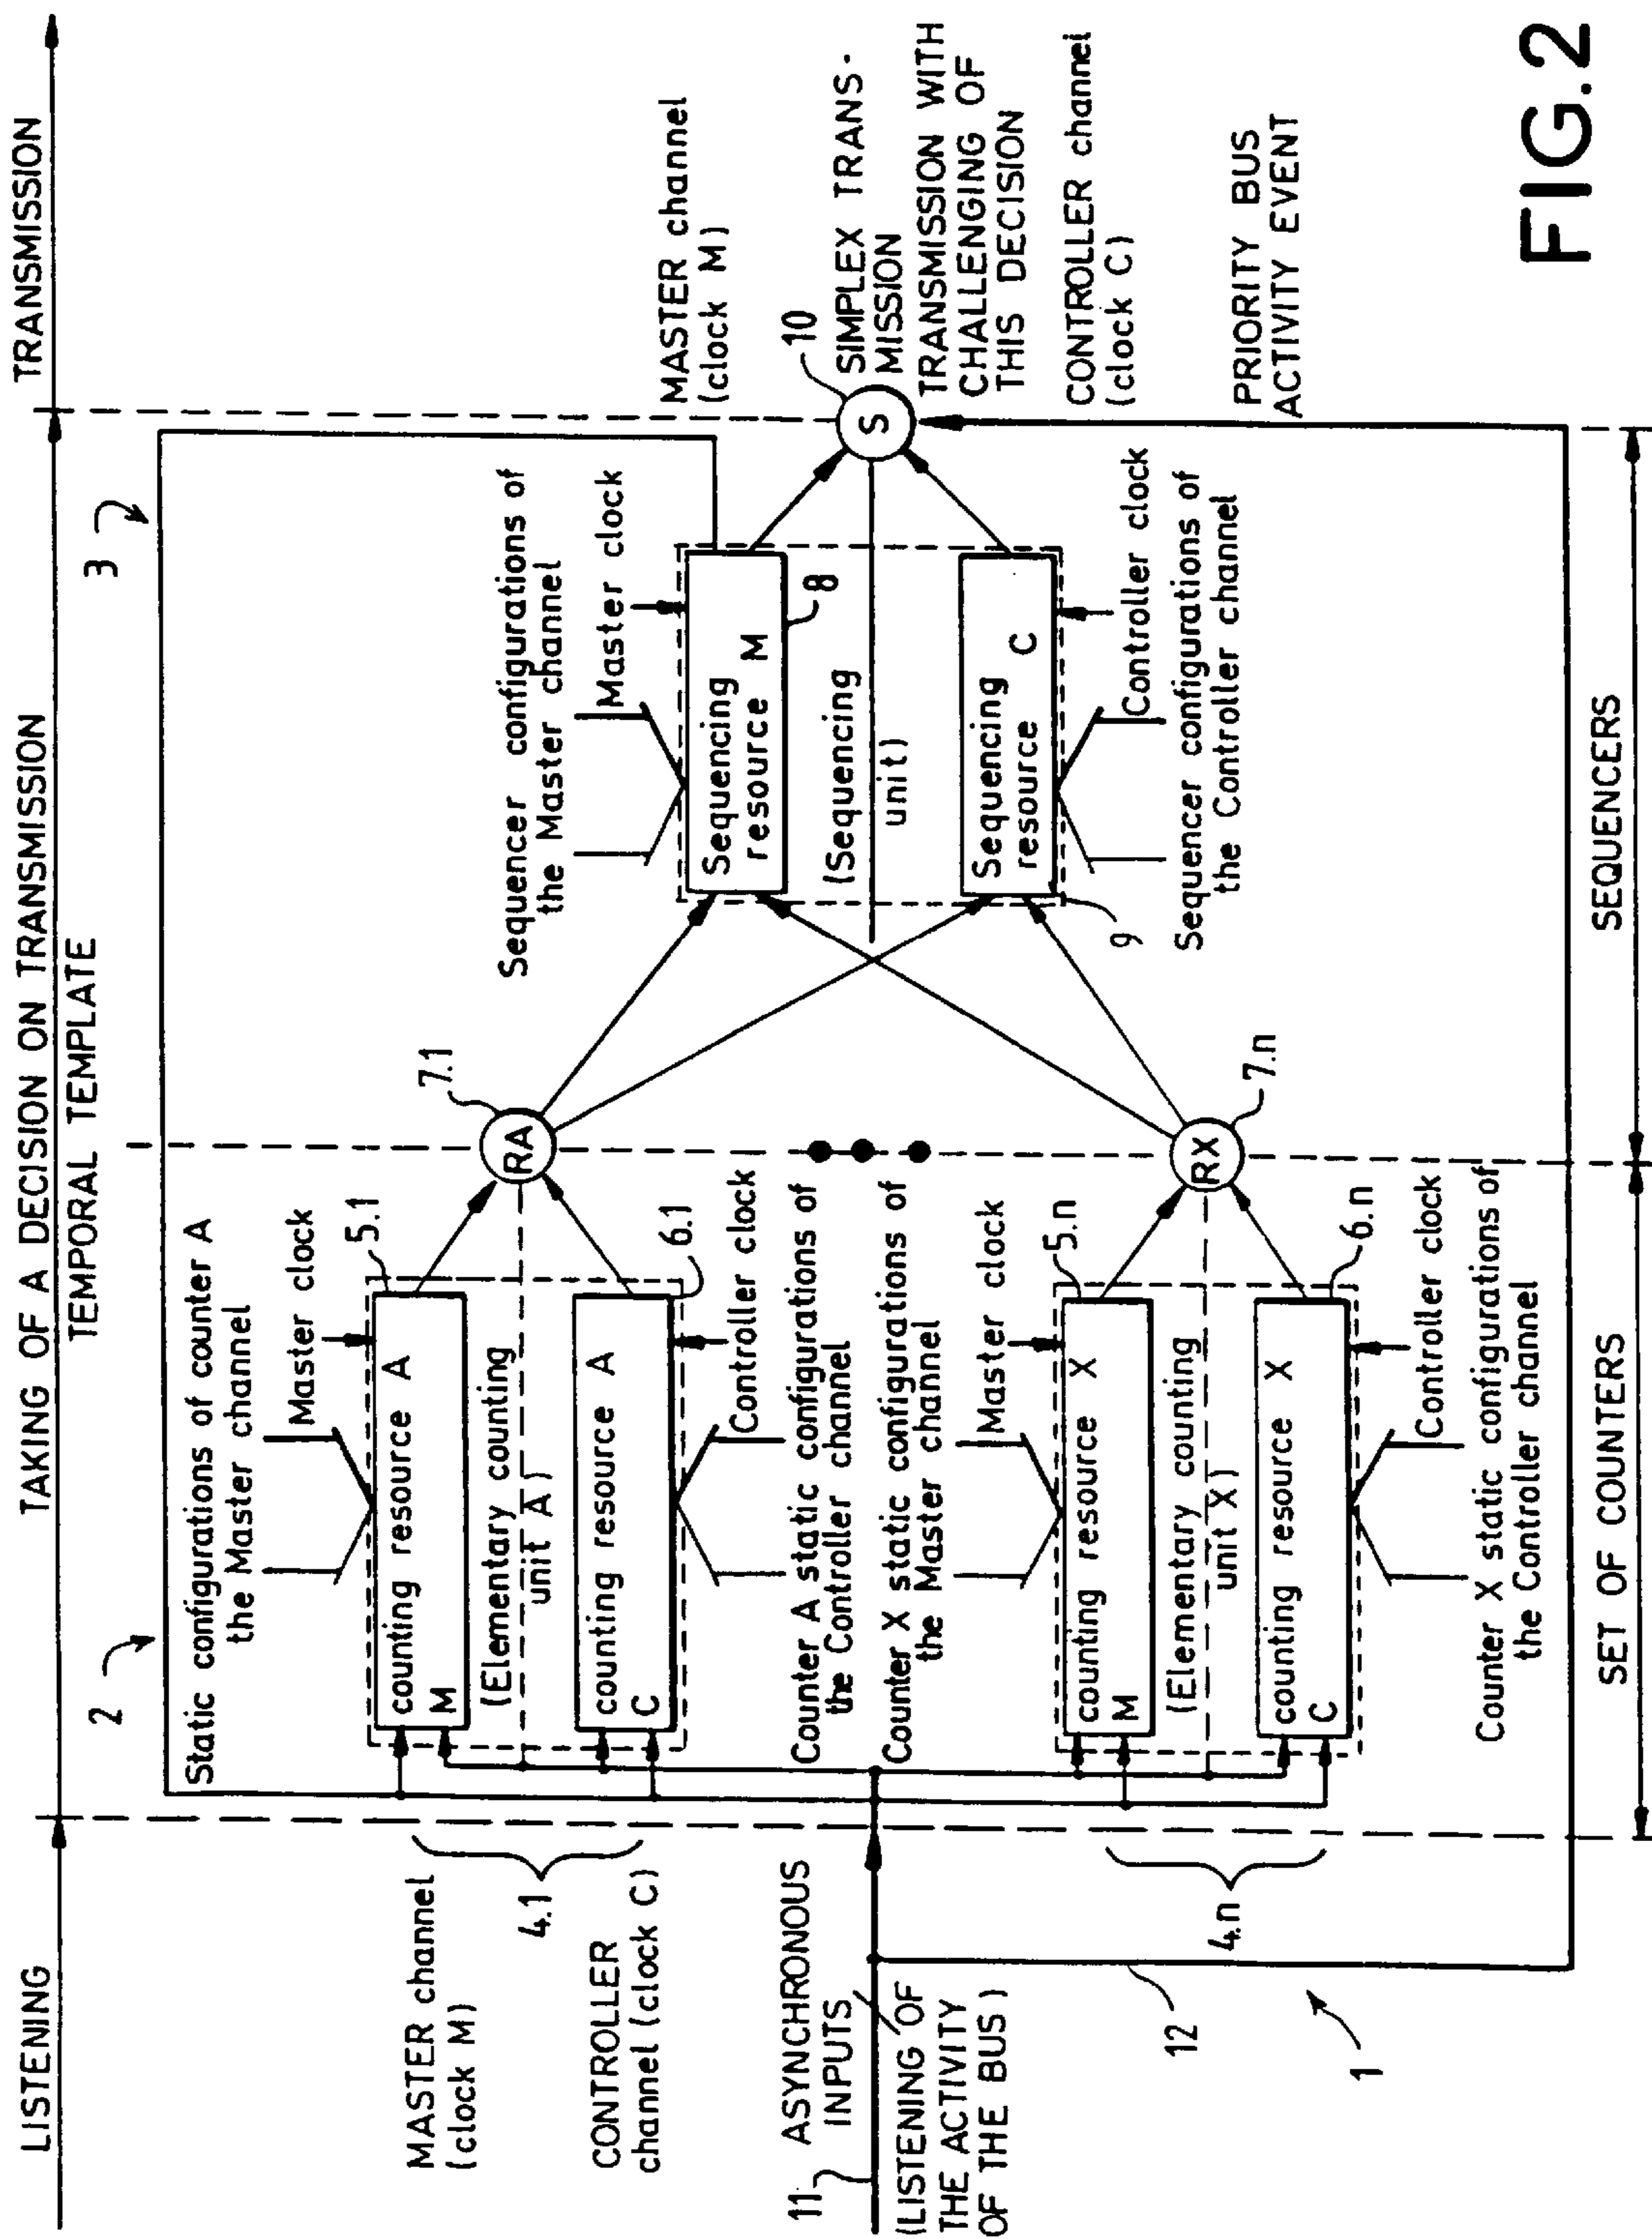 LISTENING
TAKING OF A DECISION ON TRANSMISSION
TEMPORAL TEMPLATE
TRANSMISSION
2
3
Static configurations of counter A
the Master channel
Master clock
5.1
counting resource A
M
(Elementary counting
unit A)
counting resource A
C
6.1
Controller clock
Counter A static configurations of
the Controller channel
RA
7.1
MASTER channel
(clock M)
4.1
CONTROLLER
channel (clock C)
11
ASYNCHRONOUS
INPUTS
(LISTENING OF
THE ACTIVITY
OF THE BUS)
Counter X static configurations of
the Master channel
Master clock
5.n
counting resource X
M
(Elementary counting
unit X)
counting resource X
C
6.n
Controller clock
Counter X static configurations of
the Controller channel
RX
7.n
4.n
12
1
Sequencer configurations of
the Master channel
Master clock
Sequencing
resource M
8
(Sequencing
unit)
Sequencing
resource C
9
Controller clock
Sequencer configurations of
the Controller channel
S
10
MASTER channel
(clock M)
SIMPLEX TRANS-
MISSION
TRANSMISSION WITH
CHALLENGING OF
THIS DECISION
CONTROLLER channel
(clock C)
PRIORITY BUS
ACTIVITY EVENT
SET OF COUNTERS
SEQUENCERS
FIG.2